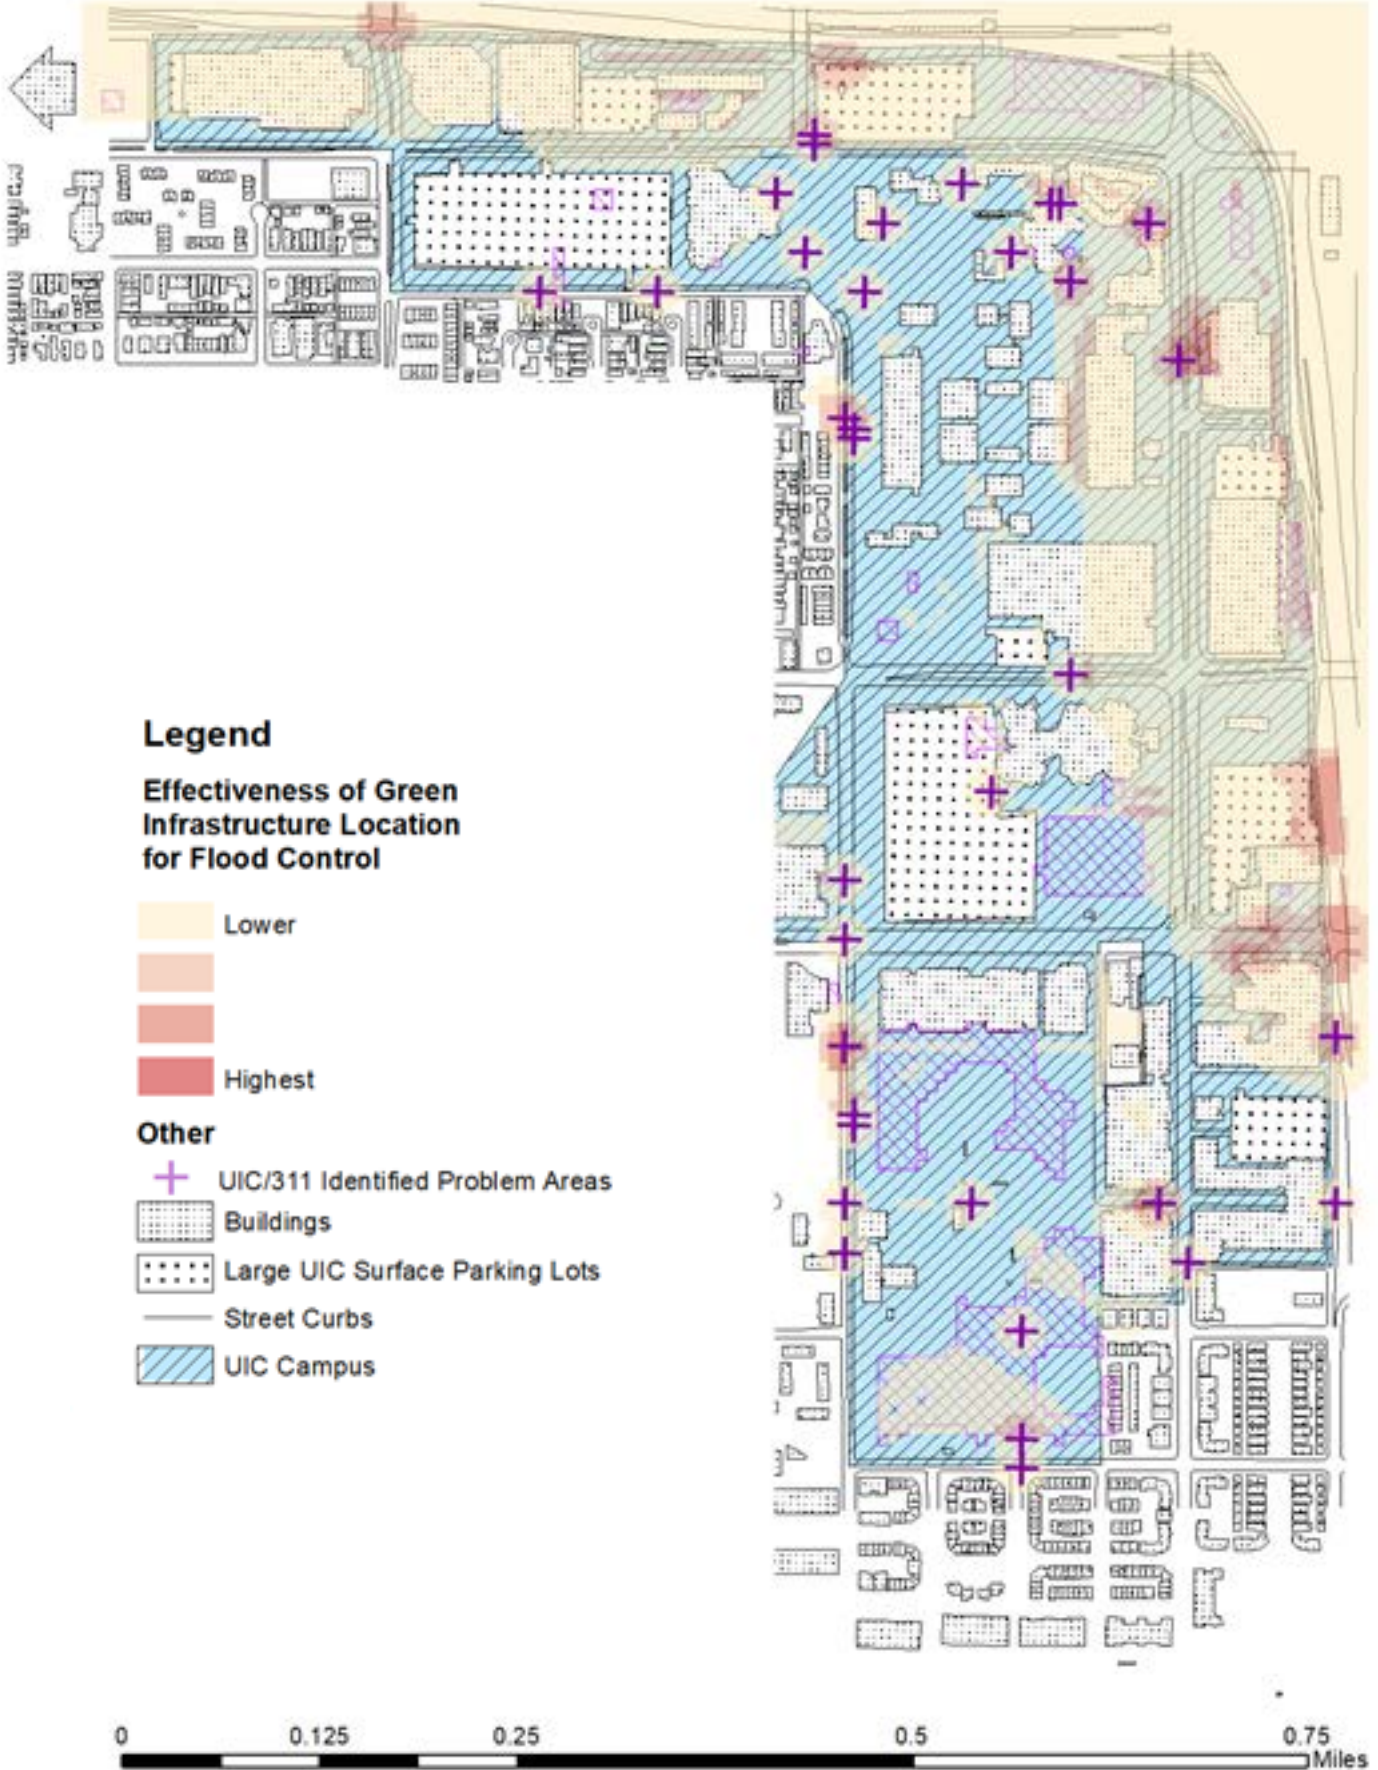 Legend
Effectiveness of Green
Infrastructure Location
for Flood Control
Lower
Highest
Other
UIC/311 Identified Problem Areas
Buildings
Large UIC Surface Parking Lots
Street Curbs
UIC Campus
0 0.125 0.25 0.5 0.75
Miles